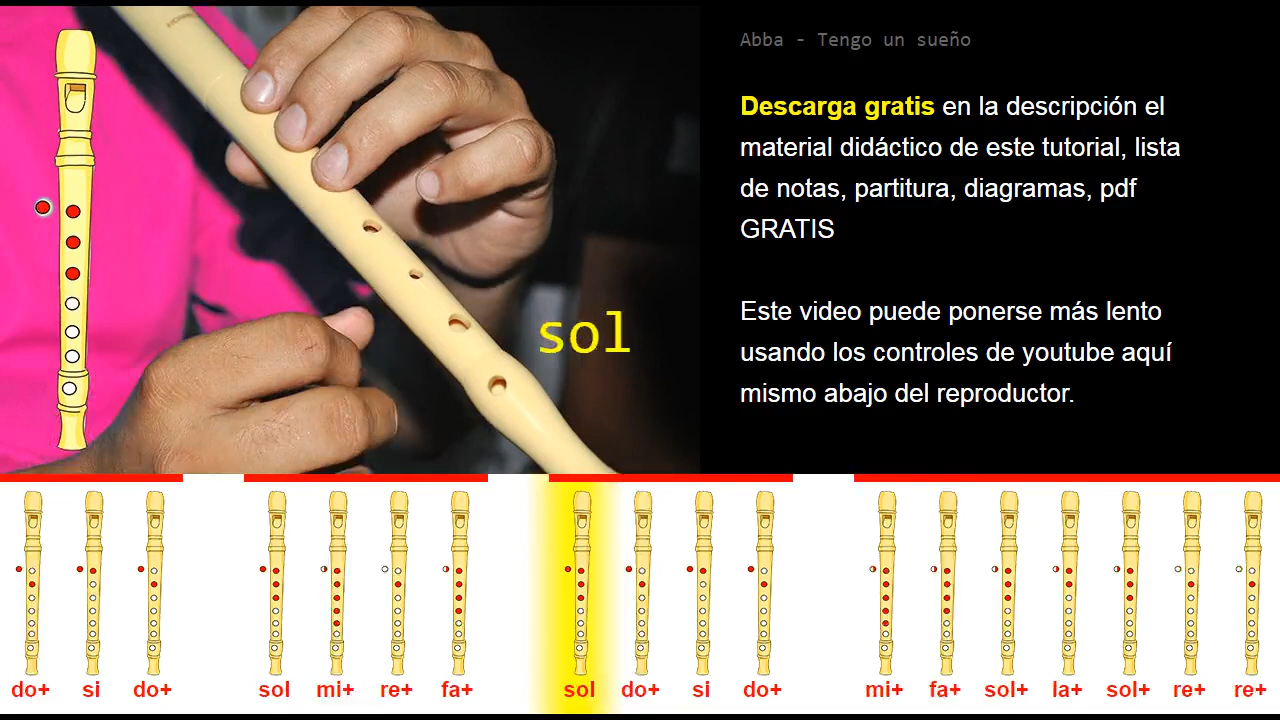 Abba - Tengo un sueño
Descarga gratis en la descripción el
material didáctico de este tutorial, lista
de notas, partitura, diagramas, pdf
GRATIS
Este video puede ponerse más lento
usando los controles de youtube aquí
mismo abajo del reproductor.
sol
do+ si do+ sol mi+ re+ fa+ sol do+ si do+ mi+ fa+ sol+ la+ sol+ re+ re+